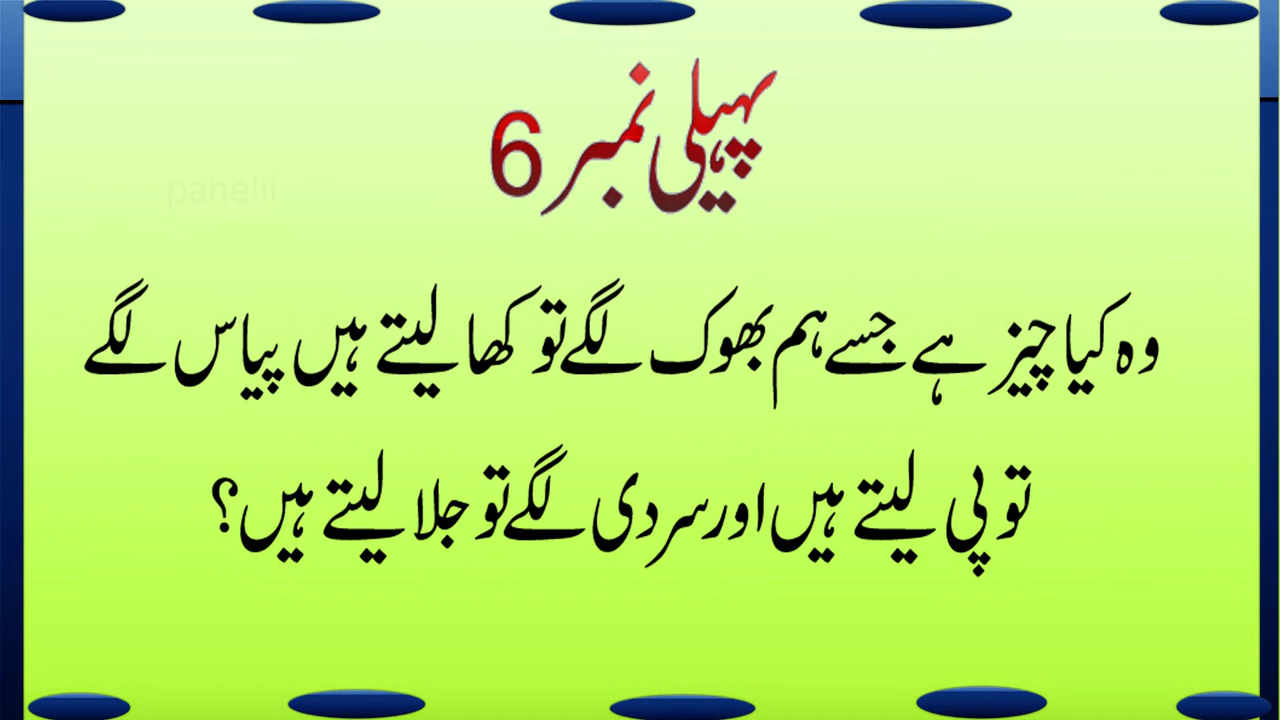 پہیلی نمبر 6
pahelii
وہ کیا چیز ہے جسے ہم بھوک لگے تو کھا لیتے ہیں پیاس لگے
تو پی لیتے ہیں اور سردی لگے تو جلا لیتے ہیں؟